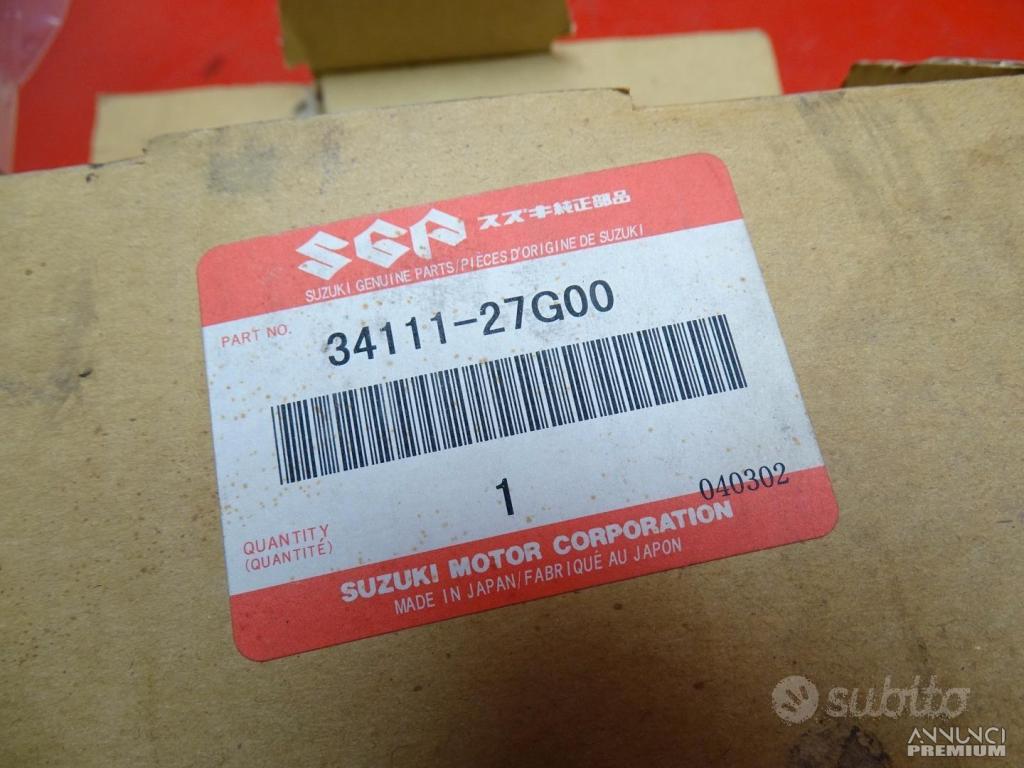 SGP スズキ純正部品
SUZUKI GENUINE PARTS/PIÈCES D'ORIGINE DE SUZUKI
PART NO. 34111-27G00
1
040302
QUANTITY
(QUANTITÉ)
SUZUKI MOTOR CORPORATION
MADE IN JAPAN/FABRIQUÉ AU JAPON
subito
ANNUNCI
PREMIUM